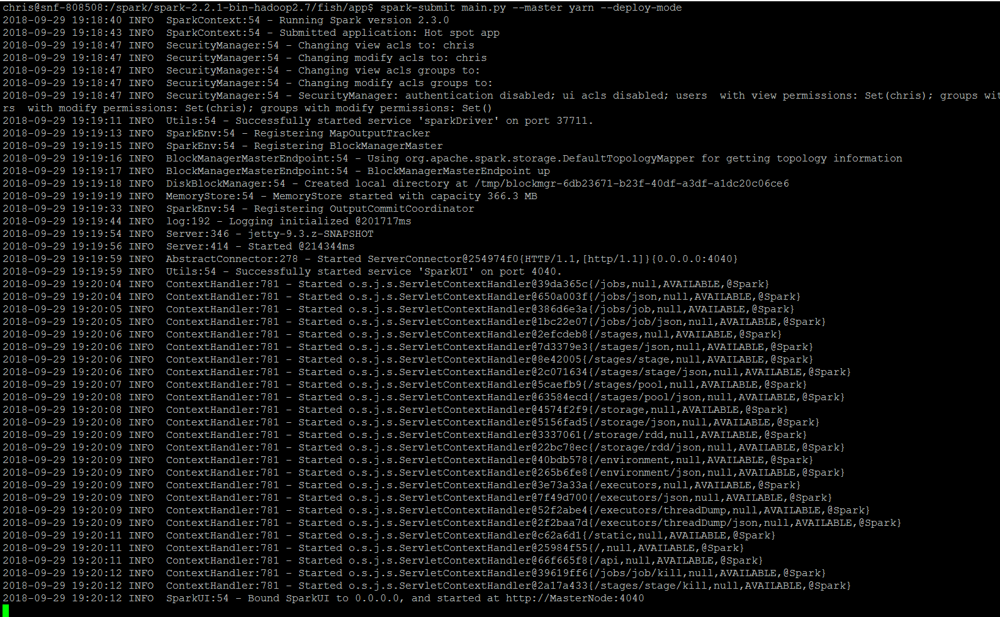 chris@snf-808508:/spark/spark-2.2.1-bin-hadoop2.7/fish/app$ spark-submit main.py --master yarn --deploy-mode
2018-09-29 19:18:40 INFO  SparkContext:54 - Running Spark version 2.3.0
2018-09-29 19:18:43 INFO  SparkContext:54 - Submitted application: Hot spot app
2018-09-29 19:18:47 INFO  SecurityManager:54 - Changing view acls to: chris
2018-09-29 19:18:47 INFO  SecurityManager:54 - Changing modify acls to: chris
2018-09-29 19:18:47 INFO  SecurityManager:54 - Changing view acls groups to:
2018-09-29 19:18:47 INFO  SecurityManager:54 - Changing modify acls groups to:
2018-09-29 19:18:47 INFO  SecurityManager:54 - SecurityManager: authentication disabled; ui acls disabled; users  with view permissions: Set(chris); groups wit
rs  with modify permissions: Set(chris); groups with modify permissions: Set()
2018-09-29 19:19:11 INFO  Utils:54 - Successfully started service 'sparkDriver' on port 37711.
2018-09-29 19:19:13 INFO  SparkEnv:54 - Registering MapOutputTracker
2018-09-29 19:19:15 INFO  SparkEnv:54 - Registering BlockManagerMaster
2018-09-29 19:19:16 INFO  BlockManagerMasterEndpoint:54 - Using org.apache.spark.storage.DefaultTopologyMapper for getting topology information
2018-09-29 19:19:17 INFO  BlockManagerMasterEndpoint:54 - BlockManagerMasterEndpoint up
2018-09-29 19:19:18 INFO  DiskBlockManager:54 - Created local directory at /tmp/blockmgr-6db23671-b23f-40df-a3df-a1dc20c06ce6
2018-09-29 19:19:19 INFO  MemoryStore:54 - MemoryStore started with capacity 366.3 MB
2018-09-29 19:19:33 INFO  SparkEnv:54 - Registering OutputCommitCoordinator
2018-09-29 19:19:44 INFO  log:192 - Logging initialized @201717ms
2018-09-29 19:19:54 INFO  Server:346 - jetty-9.3.z-SNAPSHOT
2018-09-29 19:19:56 INFO  Server:414 - Started @214344ms
2018-09-29 19:19:59 INFO  AbstractConnector:278 - Started ServerConnector@254974f0{HTTP/1.1,[http/1.1]}{0.0.0.0:4040}
2018-09-29 19:19:59 INFO  Utils:54 - Successfully started service 'SparkUI' on port 4040.
2018-09-29 19:20:04 INFO  ContextHandler:781 - Started o.s.j.s.ServletContextHandler@39da365c{/jobs,null,AVAILABLE,@Spark}
2018-09-29 19:20:04 INFO  ContextHandler:781 - Started o.s.j.s.ServletContextHandler@650a003f{/jobs/json,null,AVAILABLE,@Spark}
2018-09-29 19:20:05 INFO  ContextHandler:781 - Started o.s.j.s.ServletContextHandler@386d6e3a{/jobs/job,null,AVAILABLE,@Spark}
2018-09-29 19:20:05 INFO  ContextHandler:781 - Started o.s.j.s.ServletContextHandler@1bc22e07{/jobs/job/json,null,AVAILABLE,@Spark}
2018-09-29 19:20:06 INFO  ContextHandler:781 - Started o.s.j.s.ServletContextHandler@2efcdeb8{/stages,null,AVAILABLE,@Spark}
2018-09-29 19:20:06 INFO  ContextHandler:781 - Started o.s.j.s.ServletContextHandler@7d3379e3{/stages/json,null,AVAILABLE,@Spark}
2018-09-29 19:20:06 INFO  ContextHandler:781 - Started o.s.j.s.ServletContextHandler@8e42005{/stages/stage,null,AVAILABLE,@Spark}
2018-09-29 19:20:06 INFO  ContextHandler:781 - Started o.s.j.s.ServletContextHandler@2c071634{/stages/stage/json,null,AVAILABLE,@Spark}
2018-09-29 19:20:07 INFO  ContextHandler:781 - Started o.s.j.s.ServletContextHandler@5caefb9{/stages/pool,null,AVAILABLE,@Spark}
2018-09-29 19:20:08 INFO  ContextHandler:781 - Started o.s.j.s.ServletContextHandler@63584ecd{/stages/pool/json,null,AVAILABLE,@Spark}
2018-09-29 19:20:08 INFO  ContextHandler:781 - Started o.s.j.s.ServletContextHandler@4574f2f9{/storage,null,AVAILABLE,@Spark}
2018-09-29 19:20:08 INFO  ContextHandler:781 - Started o.s.j.s.ServletContextHandler@5156fad5{/storage/json,null,AVAILABLE,@Spark}
2018-09-29 19:20:09 INFO  ContextHandler:781 - Started o.s.j.s.ServletContextHandler@3337061{/storage/rdd,null,AVAILABLE,@Spark}
2018-09-29 19:20:09 INFO  ContextHandler:781 - Started o.s.j.s.ServletContextHandler@22bc78ec{/storage/rdd/json,null,AVAILABLE,@Spark}
2018-09-29 19:20:09 INFO  ContextHandler:781 - Started o.s.j.s.ServletContextHandler@40bdb578{/environment,null,AVAILABLE,@Spark}
2018-09-29 19:20:09 INFO  ContextHandler:781 - Started o.s.j.s.ServletContextHandler@265b6fe8{/environment/json,null,AVAILABLE,@Spark}
2018-09-29 19:20:09 INFO  ContextHandler:781 - Started o.s.j.s.ServletContextHandler@3e73a33a{/executors,null,AVAILABLE,@Spark}
2018-09-29 19:20:09 INFO  ContextHandler:781 - Started o.s.j.s.ServletContextHandler@7f49d700{/executors/json,null,AVAILABLE,@Spark}
2018-09-29 19:20:09 INFO  ContextHandler:781 - Started o.s.j.s.ServletContextHandler@52f2abe4{/executors/threadDump,null,AVAILABLE,@Spark}
2018-09-29 19:20:09 INFO  ContextHandler:781 - Started o.s.j.s.ServletContextHandler@2f2baa7d{/executors/threadDump/json,null,AVAILABLE,@Spark}
2018-09-29 19:20:11 INFO  ContextHandler:781 - Started o.s.j.s.ServletContextHandler@c62a6d1{/static,null,AVAILABLE,@Spark}
2018-09-29 19:20:11 INFO  ContextHandler:781 - Started o.s.j.s.ServletContextHandler@25984f55{/,null,AVAILABLE,@Spark}
2018-09-29 19:20:11 INFO  ContextHandler:781 - Started o.s.j.s.ServletContextHandler@66f665f8{/api,null,AVAILABLE,@Spark}
2018-09-29 19:20:12 INFO  ContextHandler:781 - Started o.s.j.s.ServletContextHandler@39619ff6{/jobs/job/kill,null,AVAILABLE,@Spark}
2018-09-29 19:20:12 INFO  ContextHandler:781 - Started o.s.j.s.ServletContextHandler@2a17a433{/stages/stage/kill,null,AVAILABLE,@Spark}
2018-09-29 19:20:12 INFO  SparkUI:54 - Bound SparkUI to 0.0.0.0, and started at http://MasterNode:4040